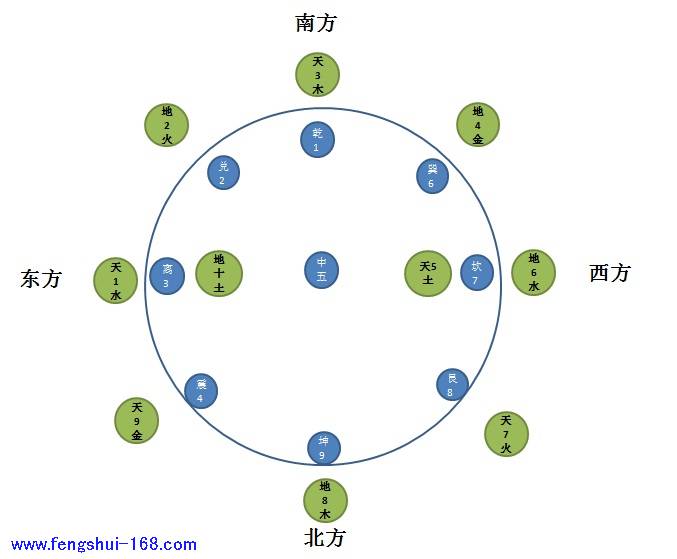 南方
天
3
木
地
2
火
地
4
金
乾
1
兑
2
巽
6
东方
天
1
水
离
3
地
十
土
中
五
天5
土
坎
7
地
6
水
西方
震
4
艮
8
天
9
金
天
7
火
坤
9
地
8
木
北方
www.fengshui-168.com